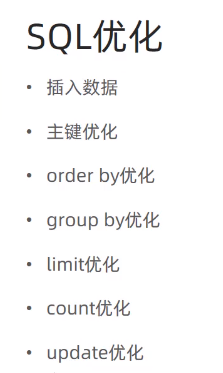 SQL优化
• 插入数据
• 主键优化
• order by优化
• group by优化
• limit优化
• count优化
• update优化